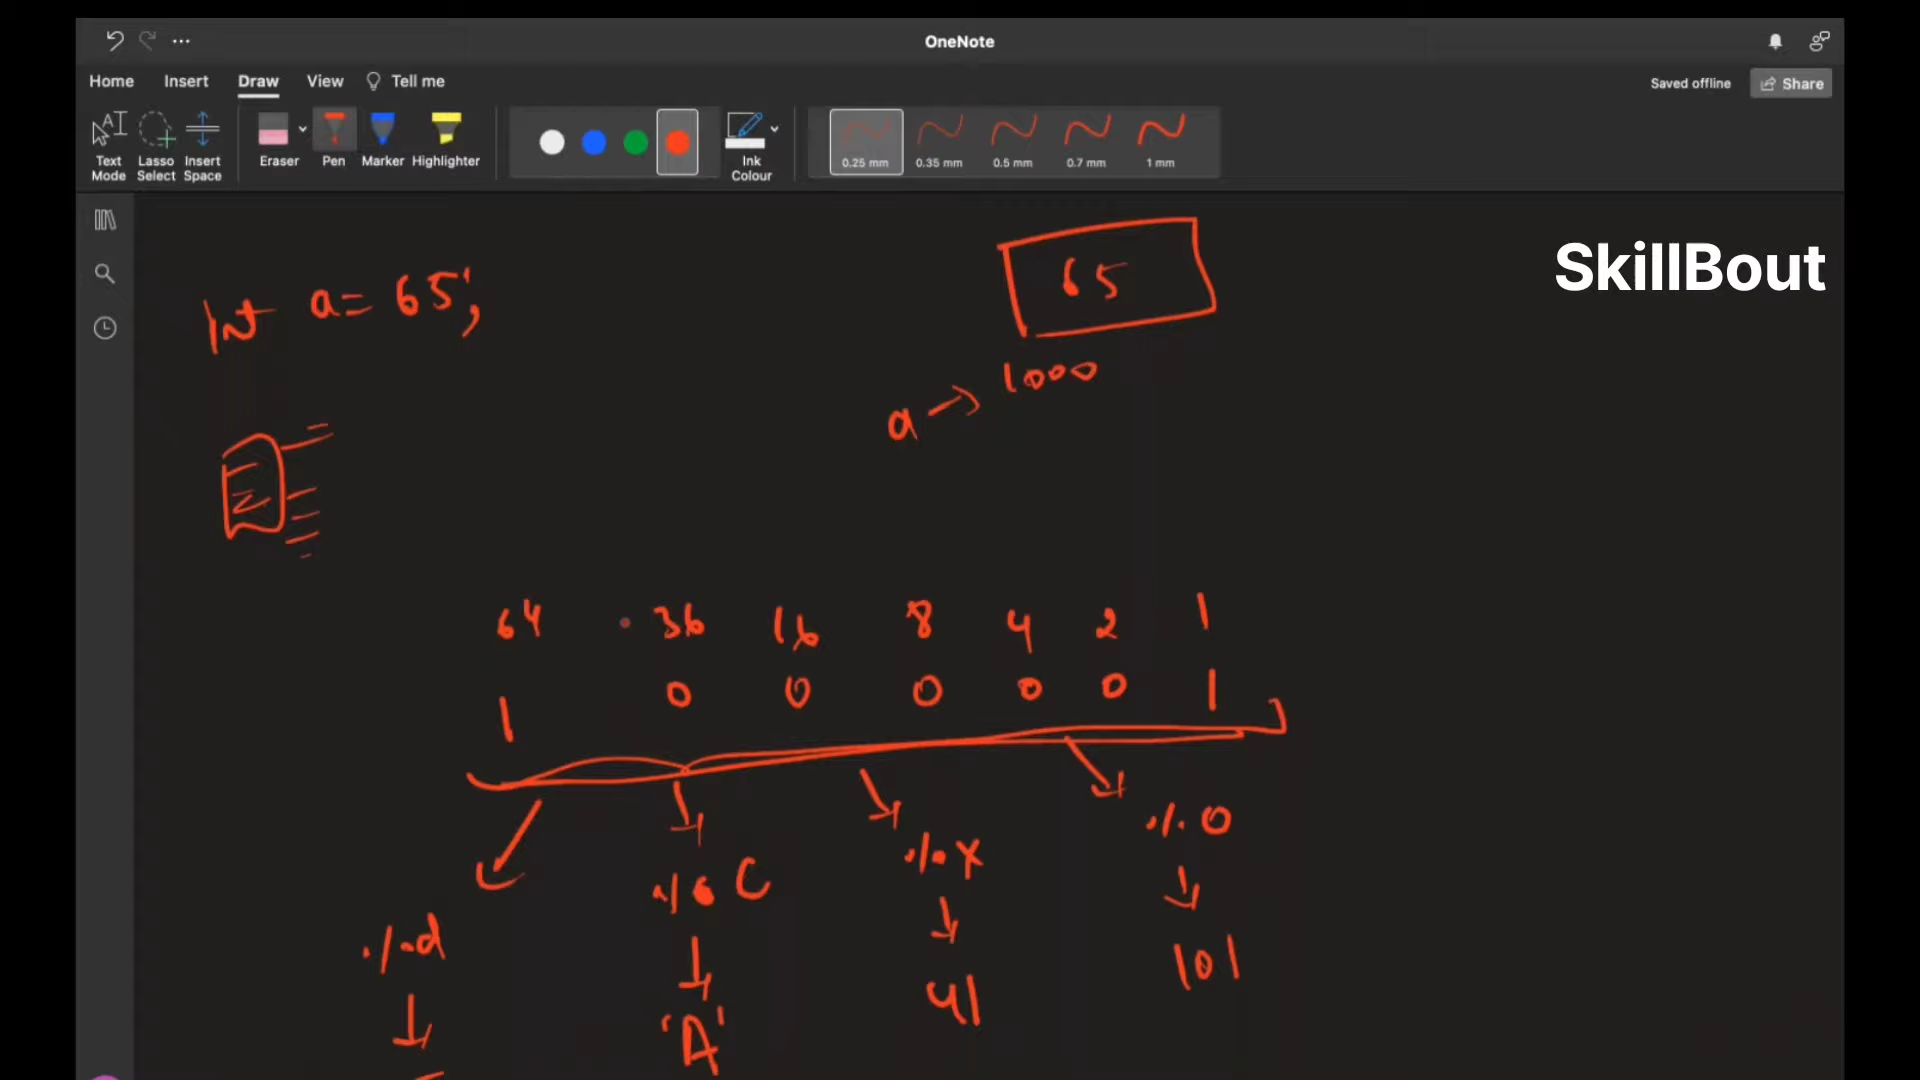 OneNote
Home Insert Draw View Tell me
Saved offline Share
Text Mode
Lasso Select
Insert Space
Eraser
Pen
Marker
Highlighter
Ink Colour
0.25 mm
0.35 mm
0.5 mm
0.7 mm
1 mm
SkillBout
Int a = 65;
65
a → 1000
64 36 16 8 4 2 1
1 0 0 0 0 0 1
%d
%c
'A'
%x
41
%o
101